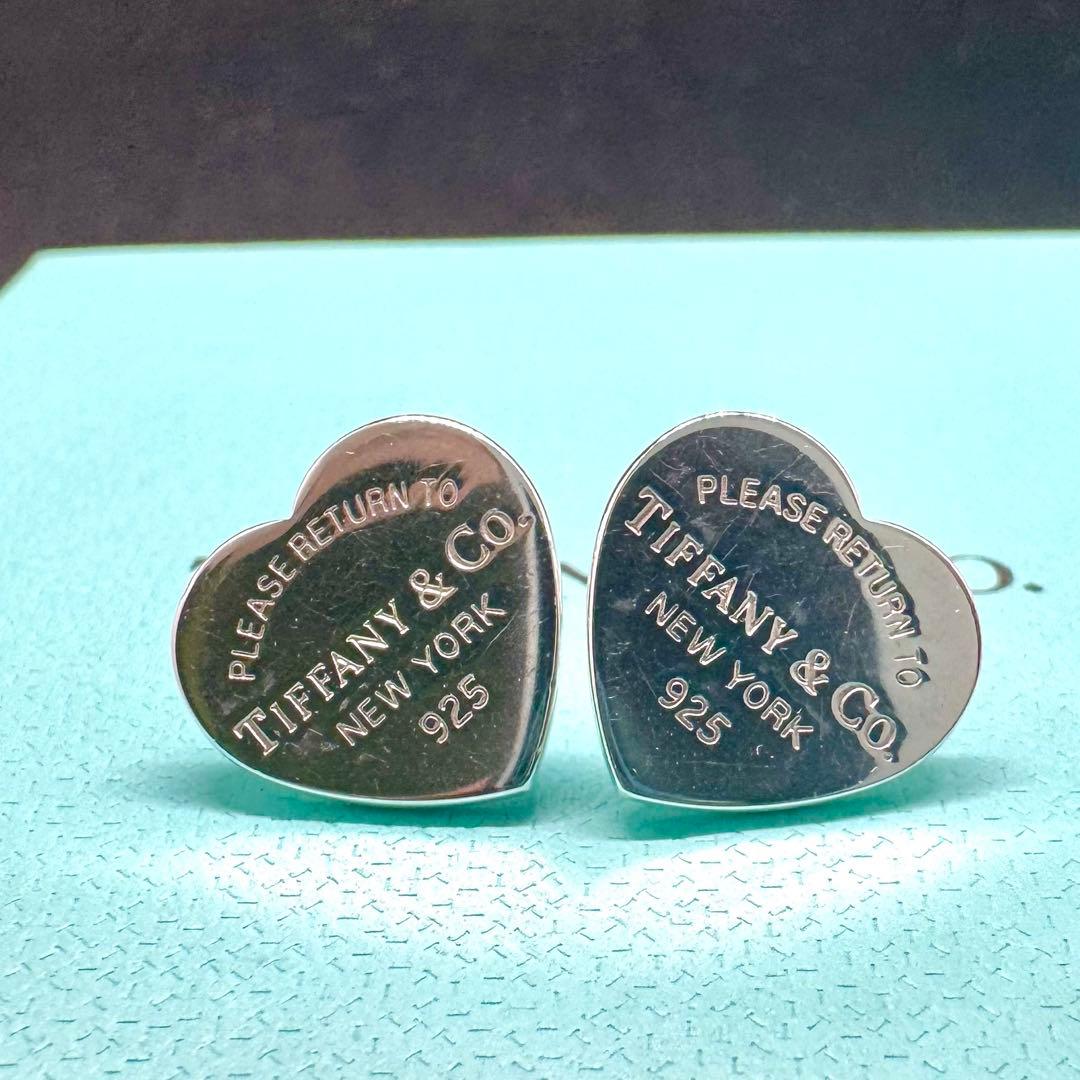 PLEASE RETURN TO
TIFFANY & CO.
NEW YORK
925
PLEASE RETURN TO
TIFFANY & CO.
NEW YORK
925